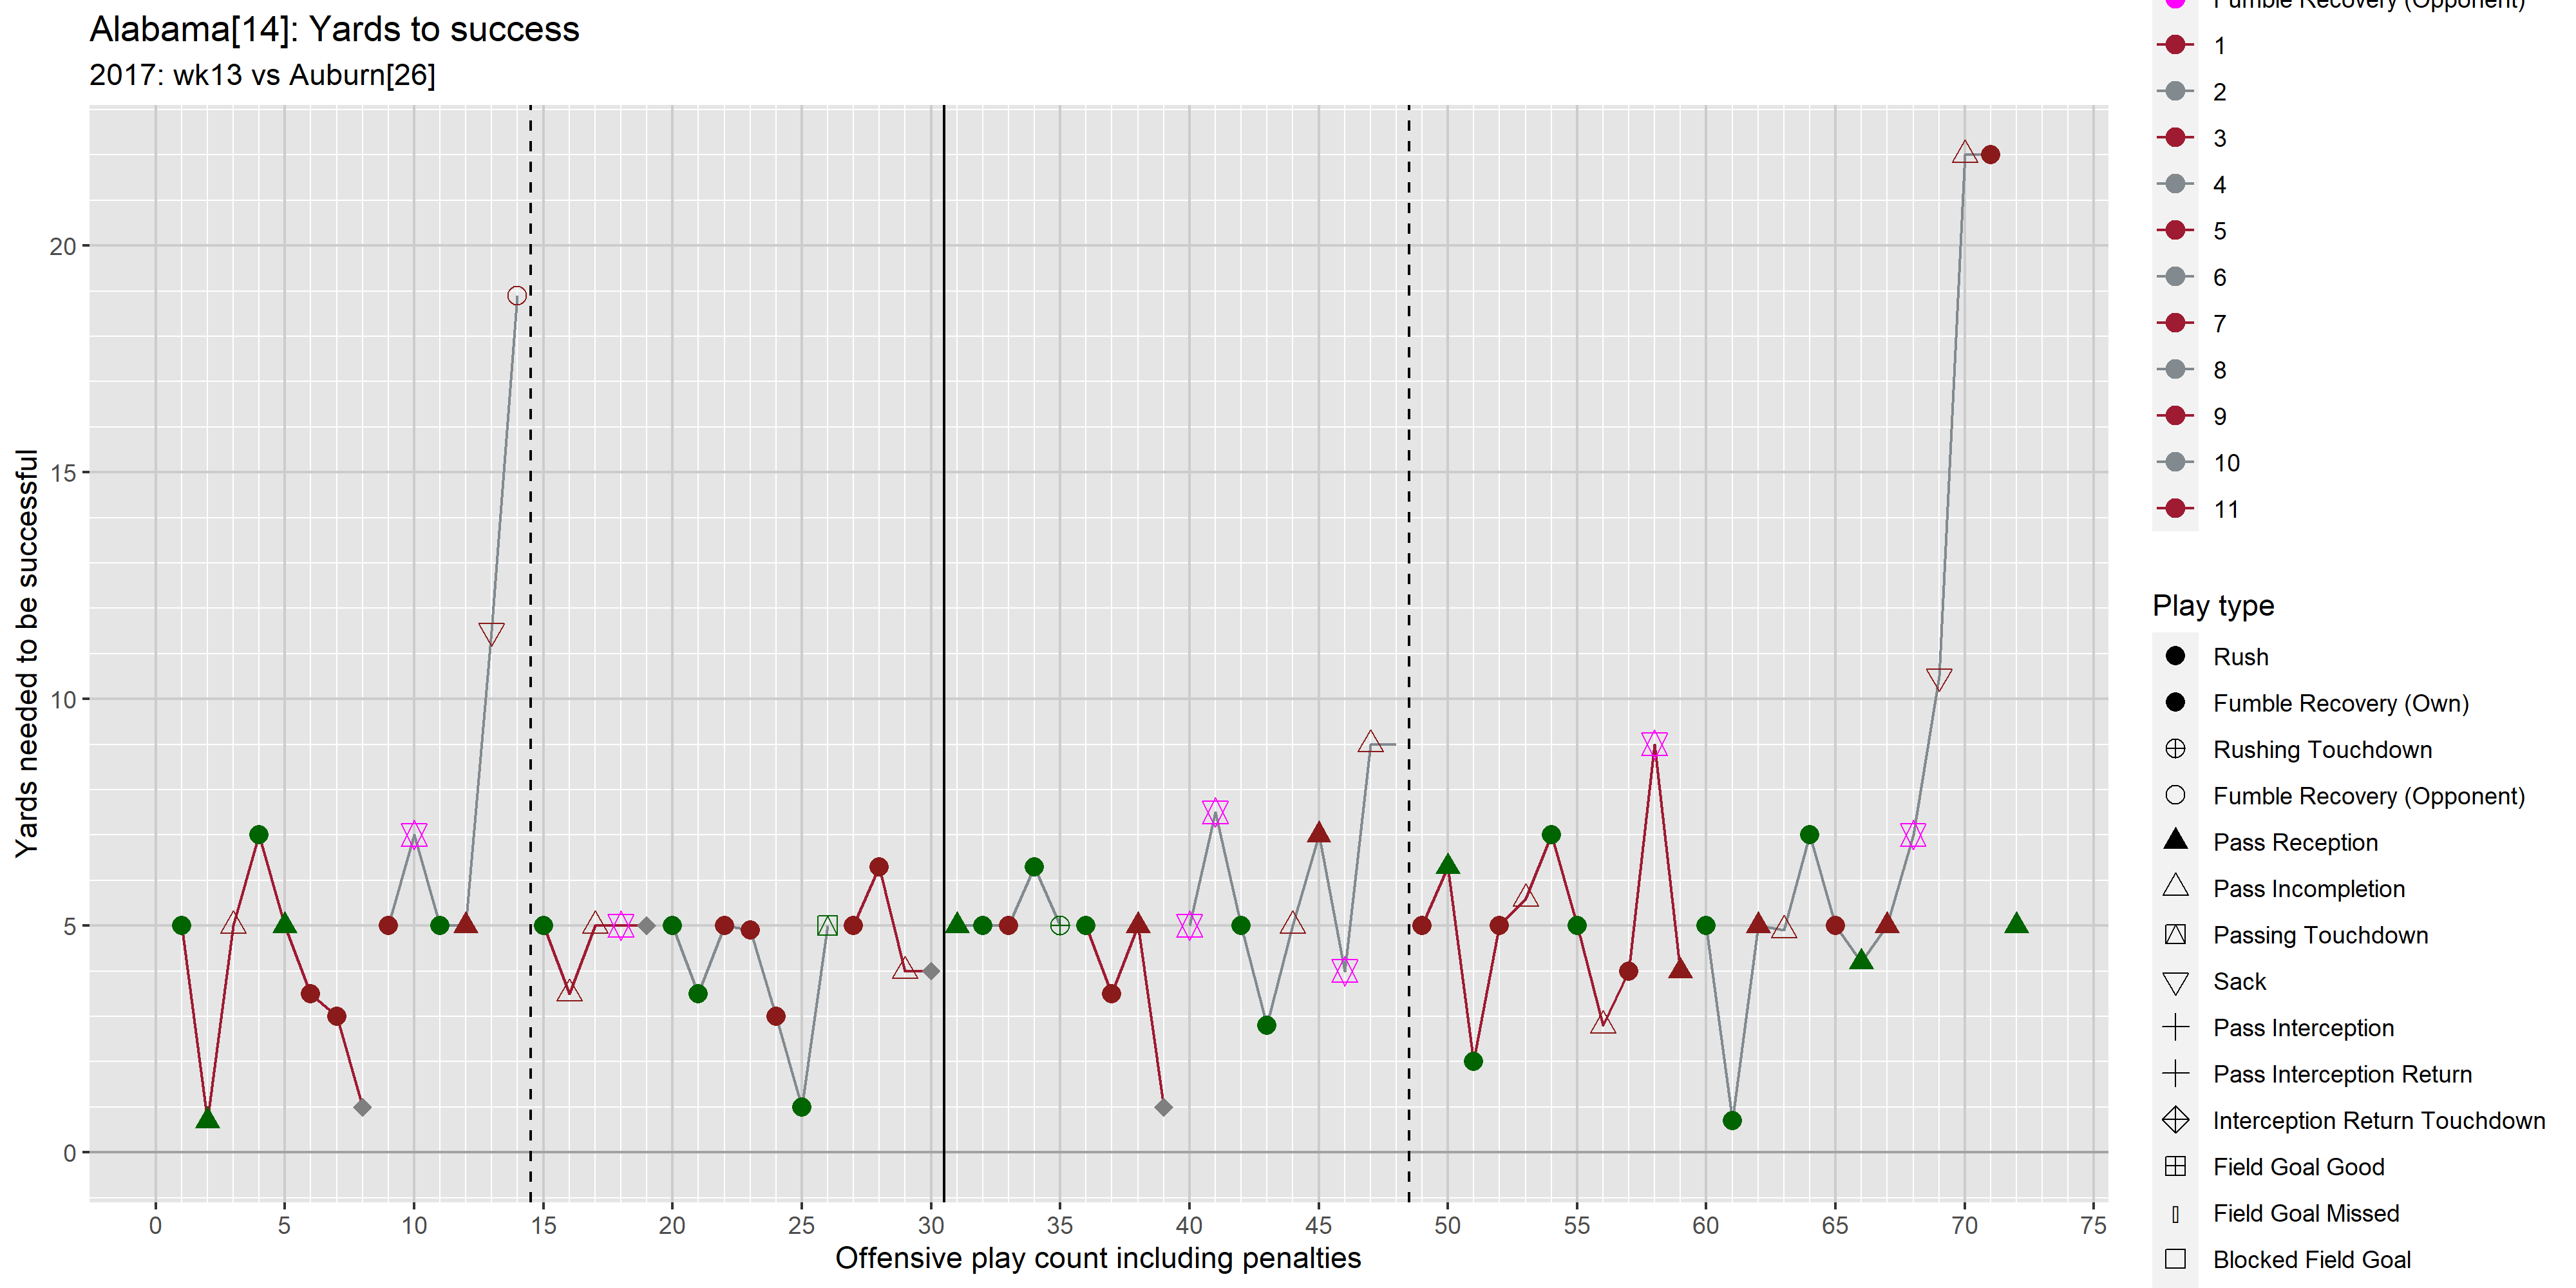 Alabama[14]: Yards to success
2017: wk13 vs Auburn[26]
Yards needed to be successful
20
15
10
5
0
0 5 10 15 20 25 30 35 40 45 50 55 60 65 70 75
Offensive play count including penalties
Fumble Recovery (Opponent)
1
2
3
4
5
6
7
8
9
10
11
Play type
Rush
Fumble Recovery (Own)
Rushing Touchdown
Fumble Recovery (Opponent)
Pass Reception
Pass Incompletion
Passing Touchdown
Sack
Pass Interception
Pass Interception Return
Interception Return Touchdown
Field Goal Good
Field Goal Missed
Blocked Field Goal